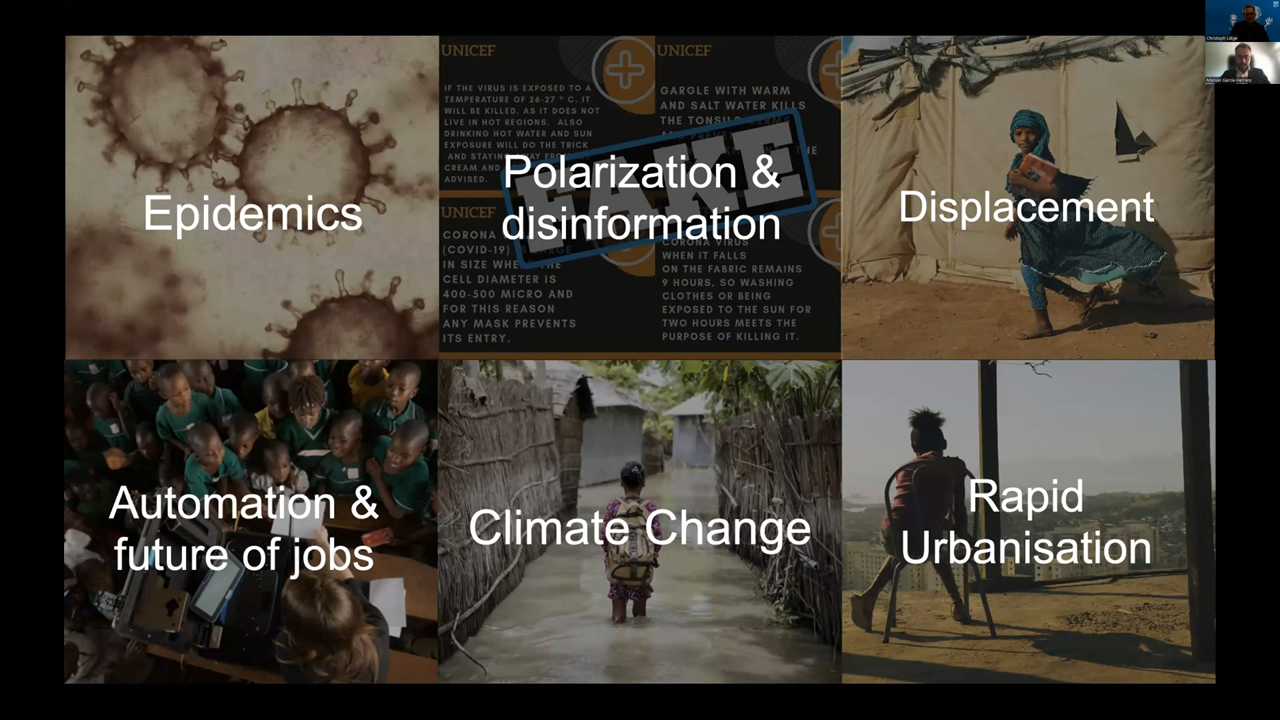 Epidemics
UNICEF
IF THE VIRUS IS EXPOSED TO A
TEMPERATURE OF 26-27 ° C, IT
WILL BE KILLED, AS IT DOES NOT
LIVE IN HOT REGIONS. ALSO
DRINKING HOT WATER AND SUN
EXPOSURE WILL DO THE TRICK
AND STAYING AWAY FROM
CREAM AND
ADVISED.
UNICEF
GARGLE WITH WARM
AND SALT WATER KILLS
THE TONSIL
FAKE
Polarization &
disinformation
UNICEF
CORONA
(COVID-19)
IN SIZE WHERE THE
CELL DIAMETER IS
400-500 MICRO AND
FOR THIS REASON
ANY MASK PREVENTS
ITS ENTRY.
CORONA VIRUS
WHEN IT FALLS
ON THE FABRIC REMAINS
9 HOURS, SO WASHING
CLOTHES OR BEING
EXPOSED TO THE SUN FOR
TWO HOURS MEETS THE
PURPOSE OF KILLING IT.
Displacement
Automation &
future of jobs
Climate Change
Rapid
Urbanisation
Christoph Lütge